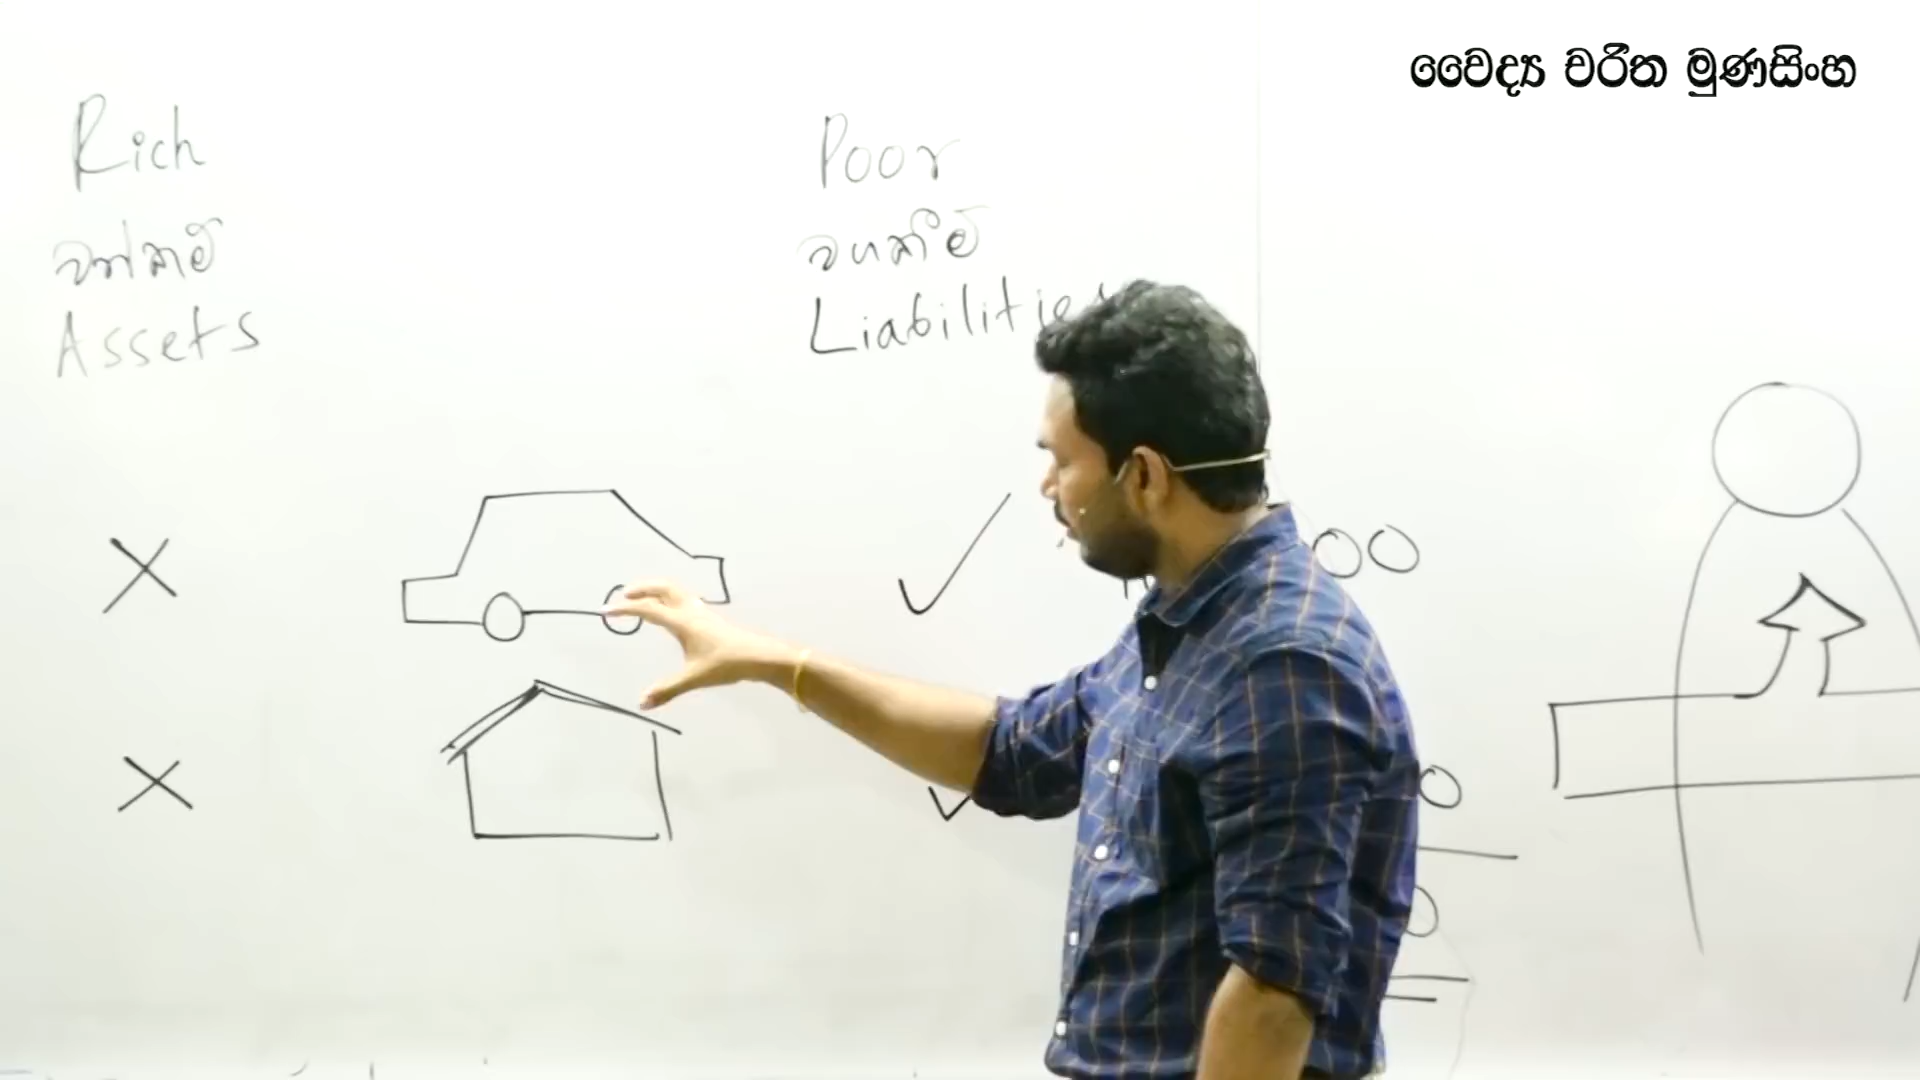 වෛද්‍ය චරිත මුණසිංහ
Rich
වත්කම්
Assets
Poor
වගකීම්
Liabilities